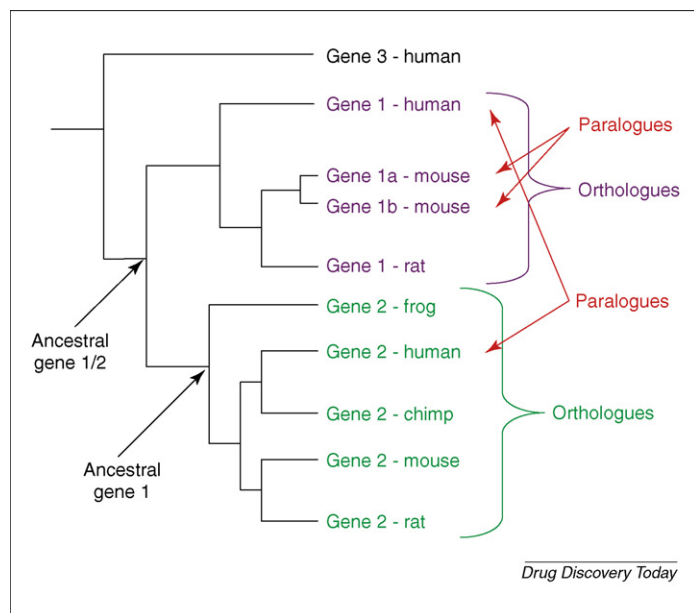 Gene 3 - human
Gene 1 - human
Paralogues
Gene 1a - mouse
Orthologues
Gene 1b - mouse
Gene 1 - rat
Paralogues
Gene 2 - frog
Ancestral
gene 1/2
Gene 2 - human
Gene 2 - chimp
Orthologues
Gene 2 - mouse
Ancestral
gene 1
Gene 2 - rat
Drug Discovery Today